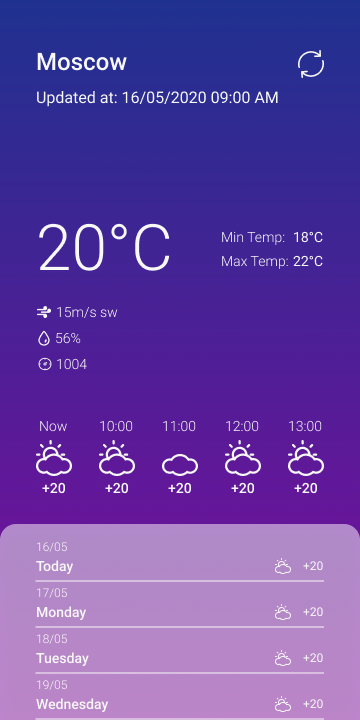 Moscow
Updated at: 16/05/2020 09:00 AM
20°C
Min Temp: 18°C
Max Temp: 22°C
15m/s sw
56%
1004
Now 10:00 11:00 12:00 13:00
+20 +20 +20 +20 +20
16/05
Today +20
17/05
Monday +20
18/05
Tuesday +20
19/05
Wednesday +20